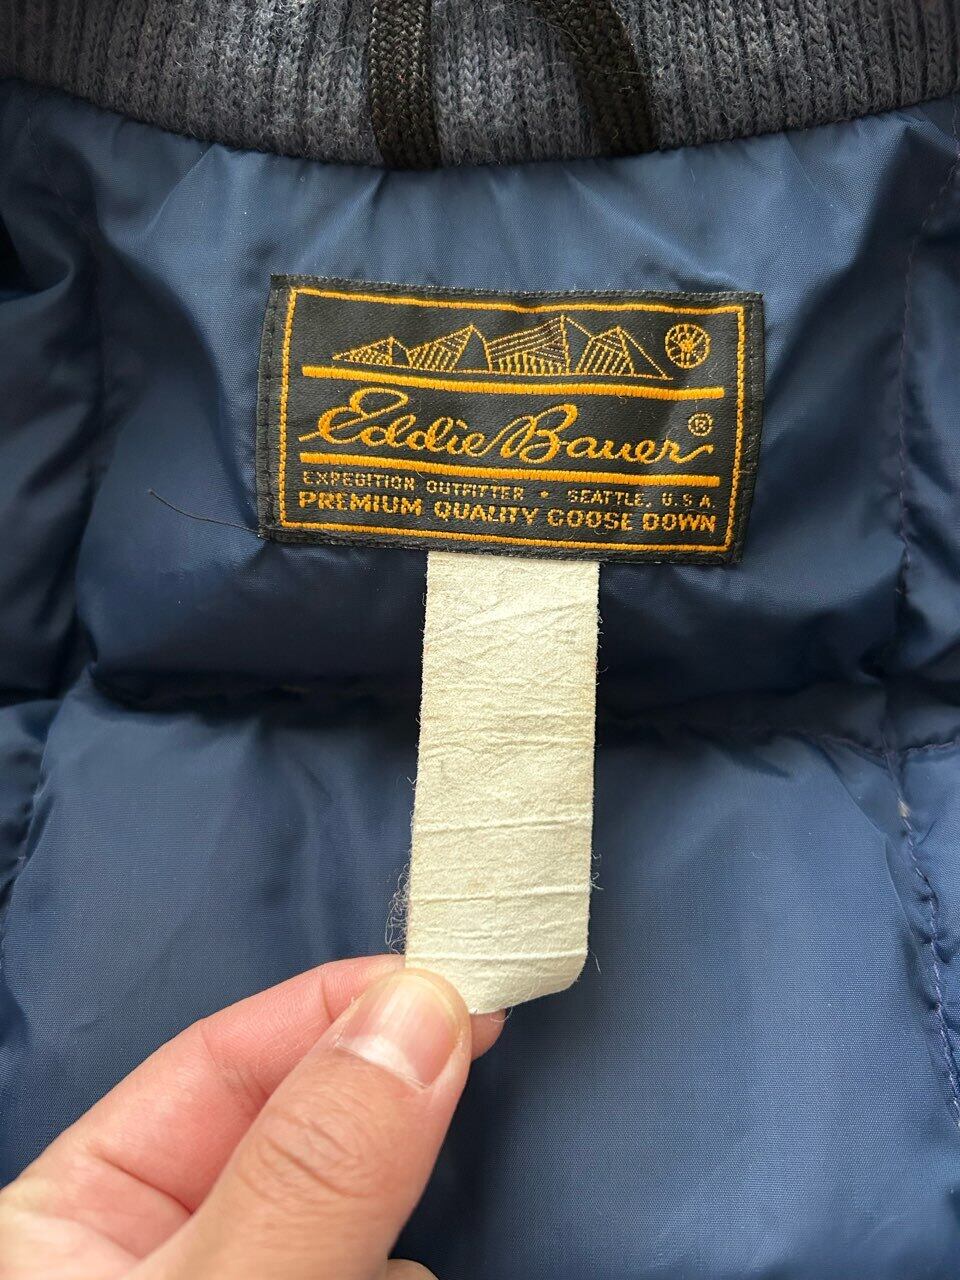 Eddie Bauer ®
EXPEDITION OUTFITTER • SEATTLE, U.S.A.
PREMIUM QUALITY GOOSE DOWN